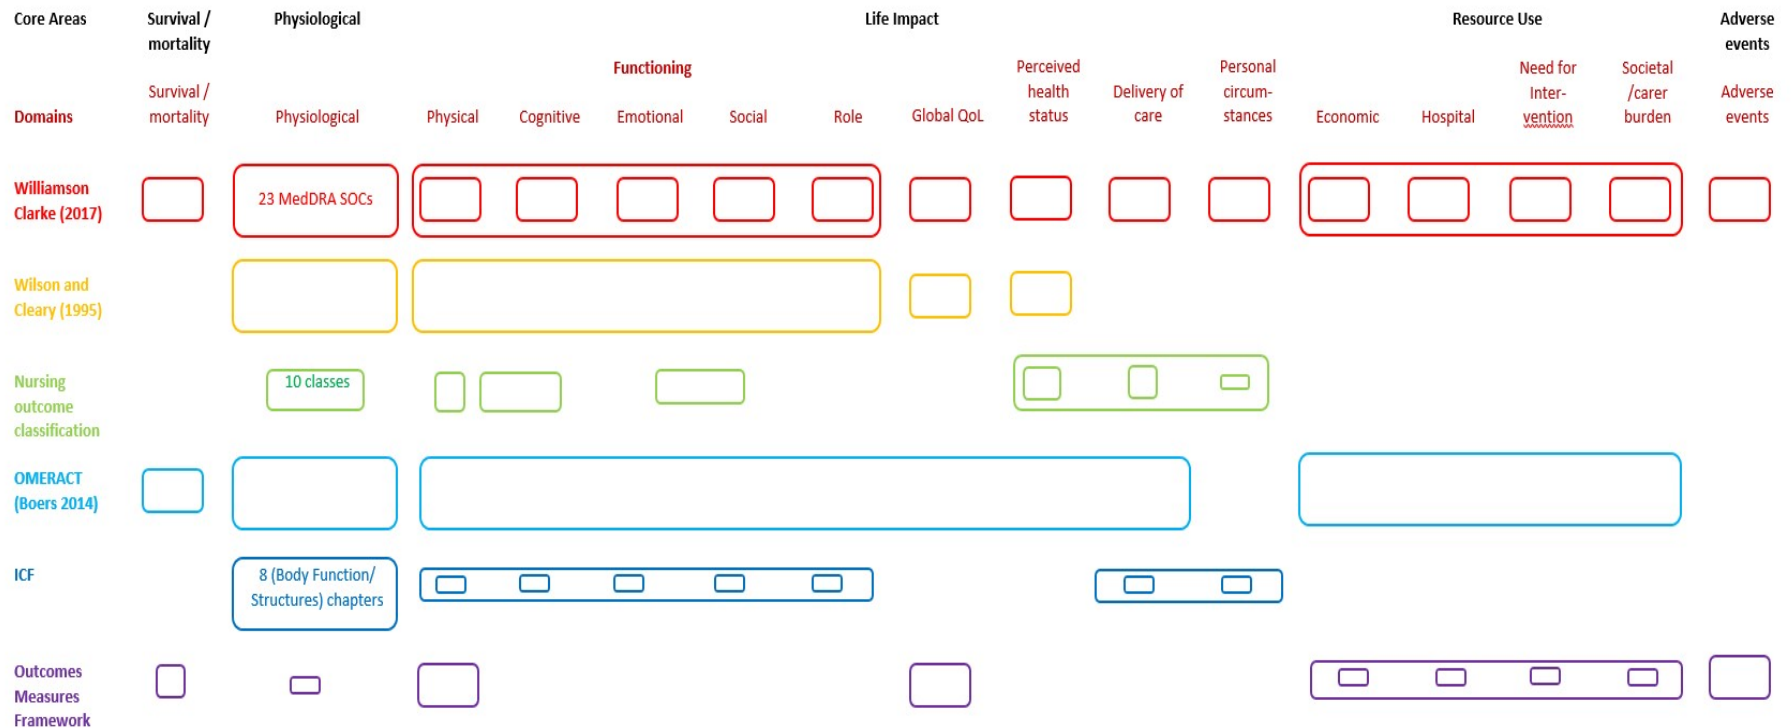 Core Areas
Survival /
mortality
Physiological
Life Impact
Resource Use
Adverse
events
Functioning
Domains
Survival /
mortality
Physiological
Physical
Cognitive
Emotional
Social
Role
Global QoL
Perceived
health
status
Delivery of
care
Personal
circum-
stances
Economic
Hospital
Need for
Inter-
vention
Societal
/carer
burden
Adverse
events
Williamson
Clarke (2017)
23 MedDRA SOCs
Wilson and
Cleary (1995)
Nursing
outcome
classification
10 classes
OMERACT
(Boers 2014)
ICF
8 (Body Function/
Structures) chapters
Outcomes
Measures
Framework